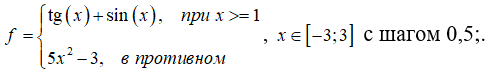 f = { tg(x)+sin(x), при x >= 1
5x² – 3, в противном
, x ∈ [–3;3] с шагом 0,5;.